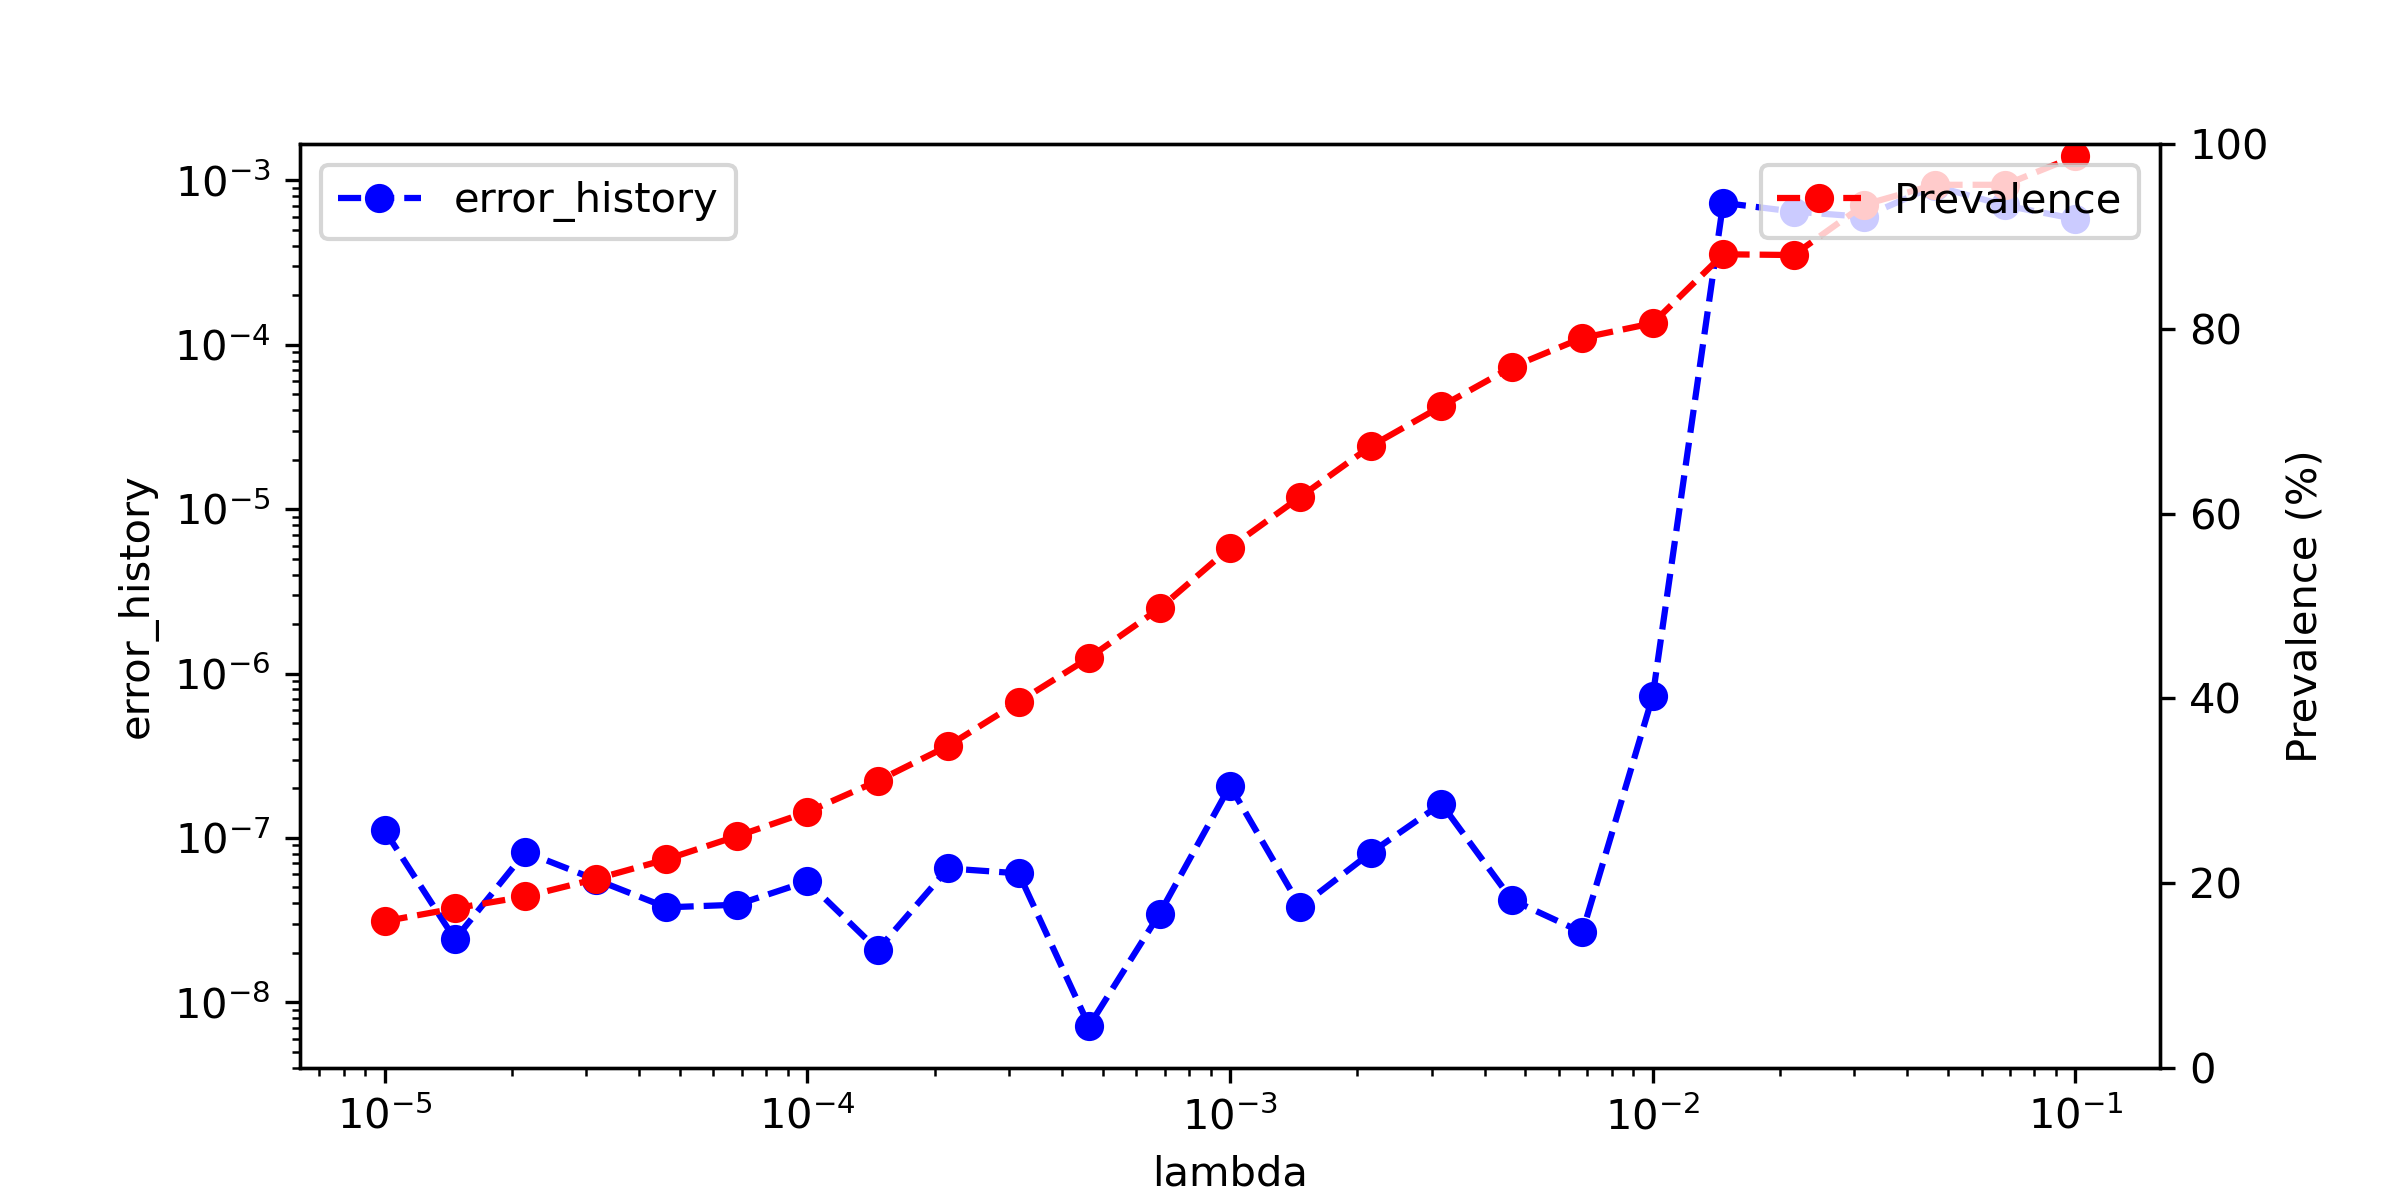 error_history
Prevalence
10⁻³
10⁻⁴
10⁻⁵
10⁻⁶
10⁻⁷
10⁻⁸
error_history
100
80
60
40
20
0
Prevalence (%)
10⁻⁵ 10⁻⁴ 10⁻³ 10⁻² 10⁻¹
lambda